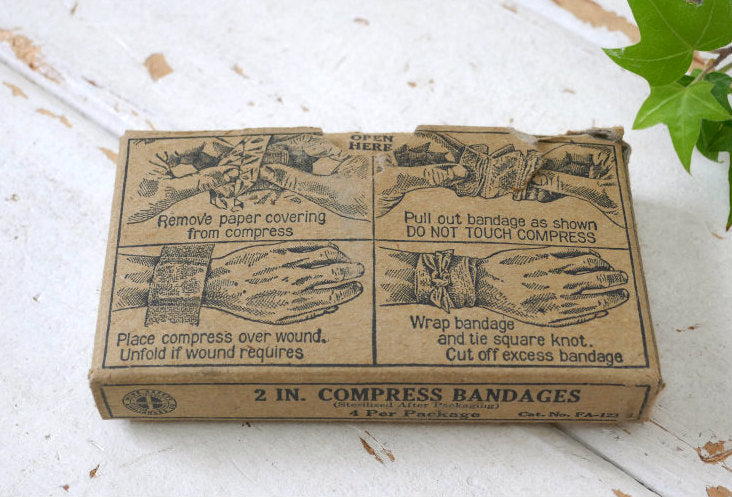 OPEN
HERE
Remove paper covering
from compress
Pull out bandage as shown
DO NOT TOUCH COMPRESS
Place compress over wound.
Unfold if wound requires
Wrap bandage
and tie square knot.
Cut off excess bandage
2 IN. COMPRESS BANDAGES
(Sterilized After Packaging)
4 Per Package
Cat. No. FA-123